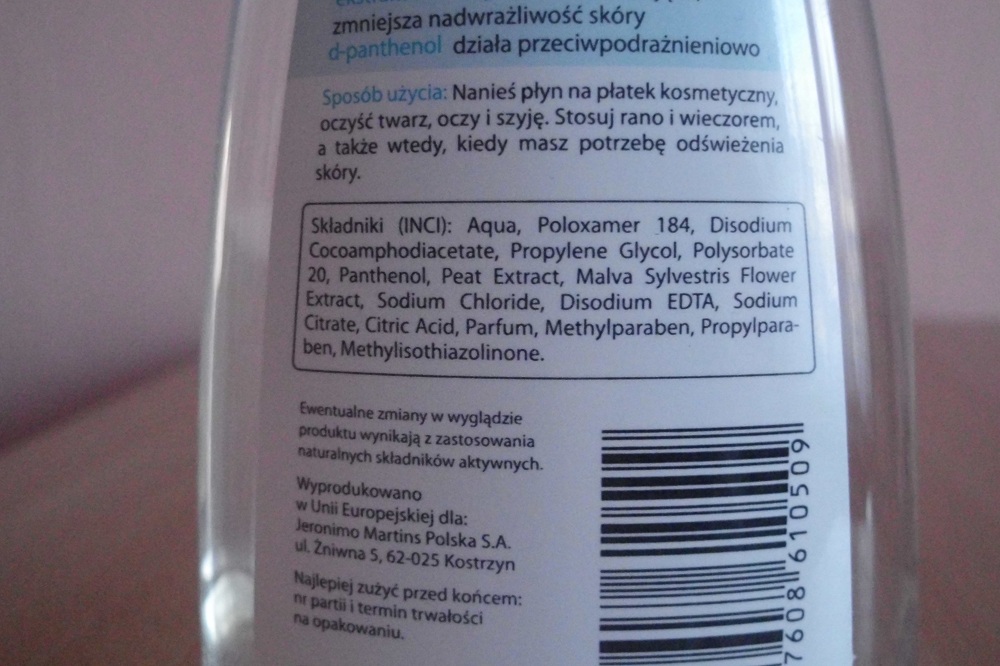 zmniejsza nadwrażliwość skóry
d-panthenol działa przeciwpodrażnieniowo
Sposób użycia: Nanieś płyn na płatek kosmetyczny,
oczyść twarz, oczy i szyję. Stosuj rano i wieczorem,
a także wtedy, kiedy masz potrzebę odświeżenia
skóry.
Składniki (INCI): Aqua, Poloxamer 184, Disodium
Cocoamphodiacetate, Propylene Glycol, Polysorbate
20, Panthenol, Peat Extract, Malva Sylvestris Flower
Extract, Sodium Chloride, Disodium EDTA, Sodium
Citrate, Citric Acid, Parfum, Methylparaben, Propylpara-
ben, Methylisothiazolinone.
Ewentualne zmiany w wyglądzie
produktu wynikają z zastosowania
naturalnych składników aktywnych.
Wyprodukowano
w Unii Europejskiej dla:
Jeronimo Martins Polska S.A.
ul. Żniwna 5, 62-025 Kostrzyn
Najlepiej zużyć przed końcem:
nr partii i termin trwałości
na opakowaniu.
7608 610509